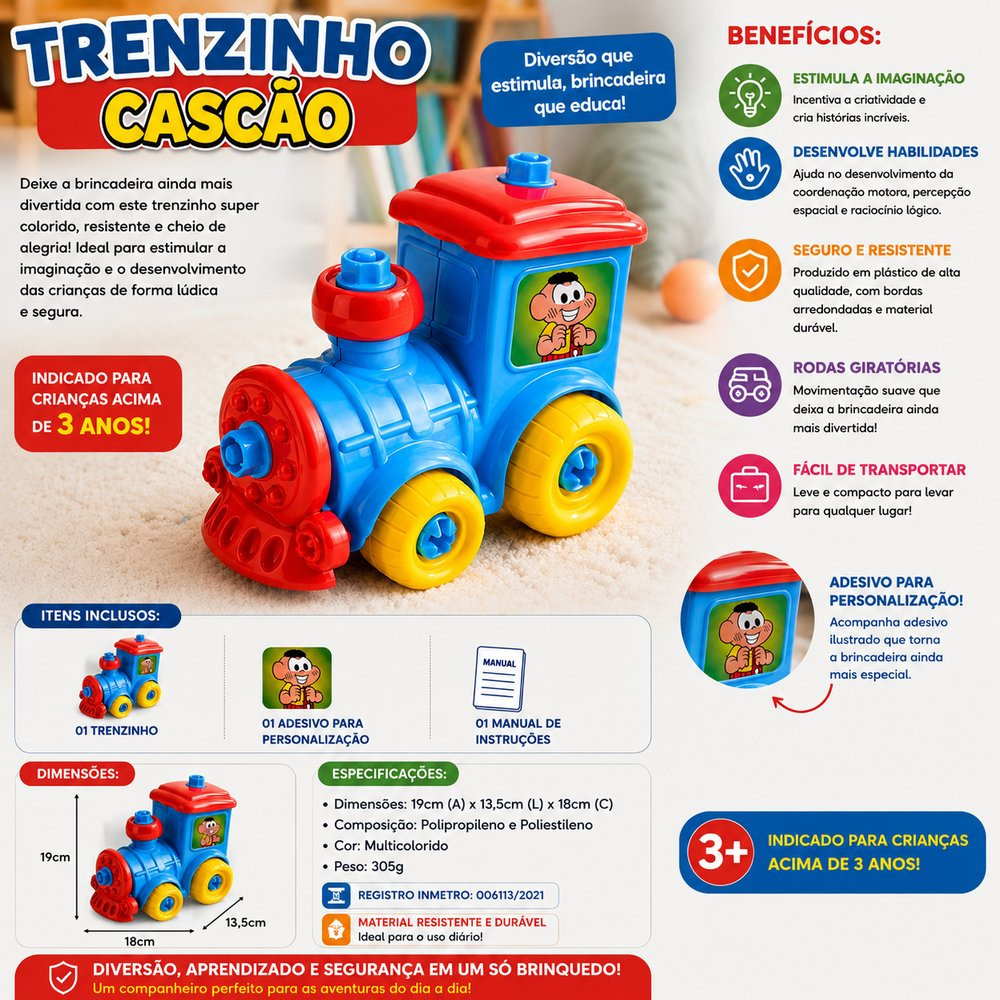 TRENZINHO
CASCÃO
Diversão que
estimula, brincadeira
que educa!
Deixe a brincadeira ainda mais
divertida com este trenzinho super
colorido, resistente e cheio de
alegria! Ideal para estimular a
imaginação e o desenvolvimento
das crianças de forma lúdica
e segura.
INDICADO PARA
CRIANÇAS ACIMA
DE 3 ANOS!
BENEFÍCIOS:
ESTIMULA A IMAGINAÇÃO
Incentiva a criatividade e
cria histórias incríveis.
DESENVOLVE HABILIDADES
Ajuda no desenvolvimento da
coordenação motora, percepção
espacial e raciocínio lógico.
SEGURO E RESISTENTE
Produzido em plástico de alta
qualidade, com bordas
arredondadas e material
durável.
RODAS GIRATÓRIAS
Movimentação suave que
deixa a brincadeira ainda
mais divertida!
FÁCIL DE TRANSPORTAR
Leve e compacto para levar
para qualquer lugar!
ADESIVO PARA
PERSONALIZAÇÃO!
Acompanha adesivo
ilustrado que torna
a brincadeira ainda
mais especial.
ITENS INCLUSOS:
01 TRENZINHO
01 ADESIVO PARA
PERSONALIZAÇÃO
MANUAL
01 MANUAL DE
INSTRUÇÕES
DIMENSÕES:
19cm
18cm
13,5cm
ESPECIFICAÇÕES:
• Dimensões: 19cm (A) x 13,5cm (L) x 18cm (C)
• Composição: Polipropileno e Poliestileno
• Cor: Multicolorido
• Peso: 305g
REGISTRO INMETRO: 006113/2021
MATERIAL RESISTENTE E DURÁVEL
Ideal para o uso diário!
3+
INDICADO PARA CRIANÇAS
ACIMA DE 3 ANOS!
DIVERSÃO, APRENDIZADO E SEGURANÇA EM UM SÓ BRINQUEDO!
Um companheiro perfeito para as aventuras do dia a dia!